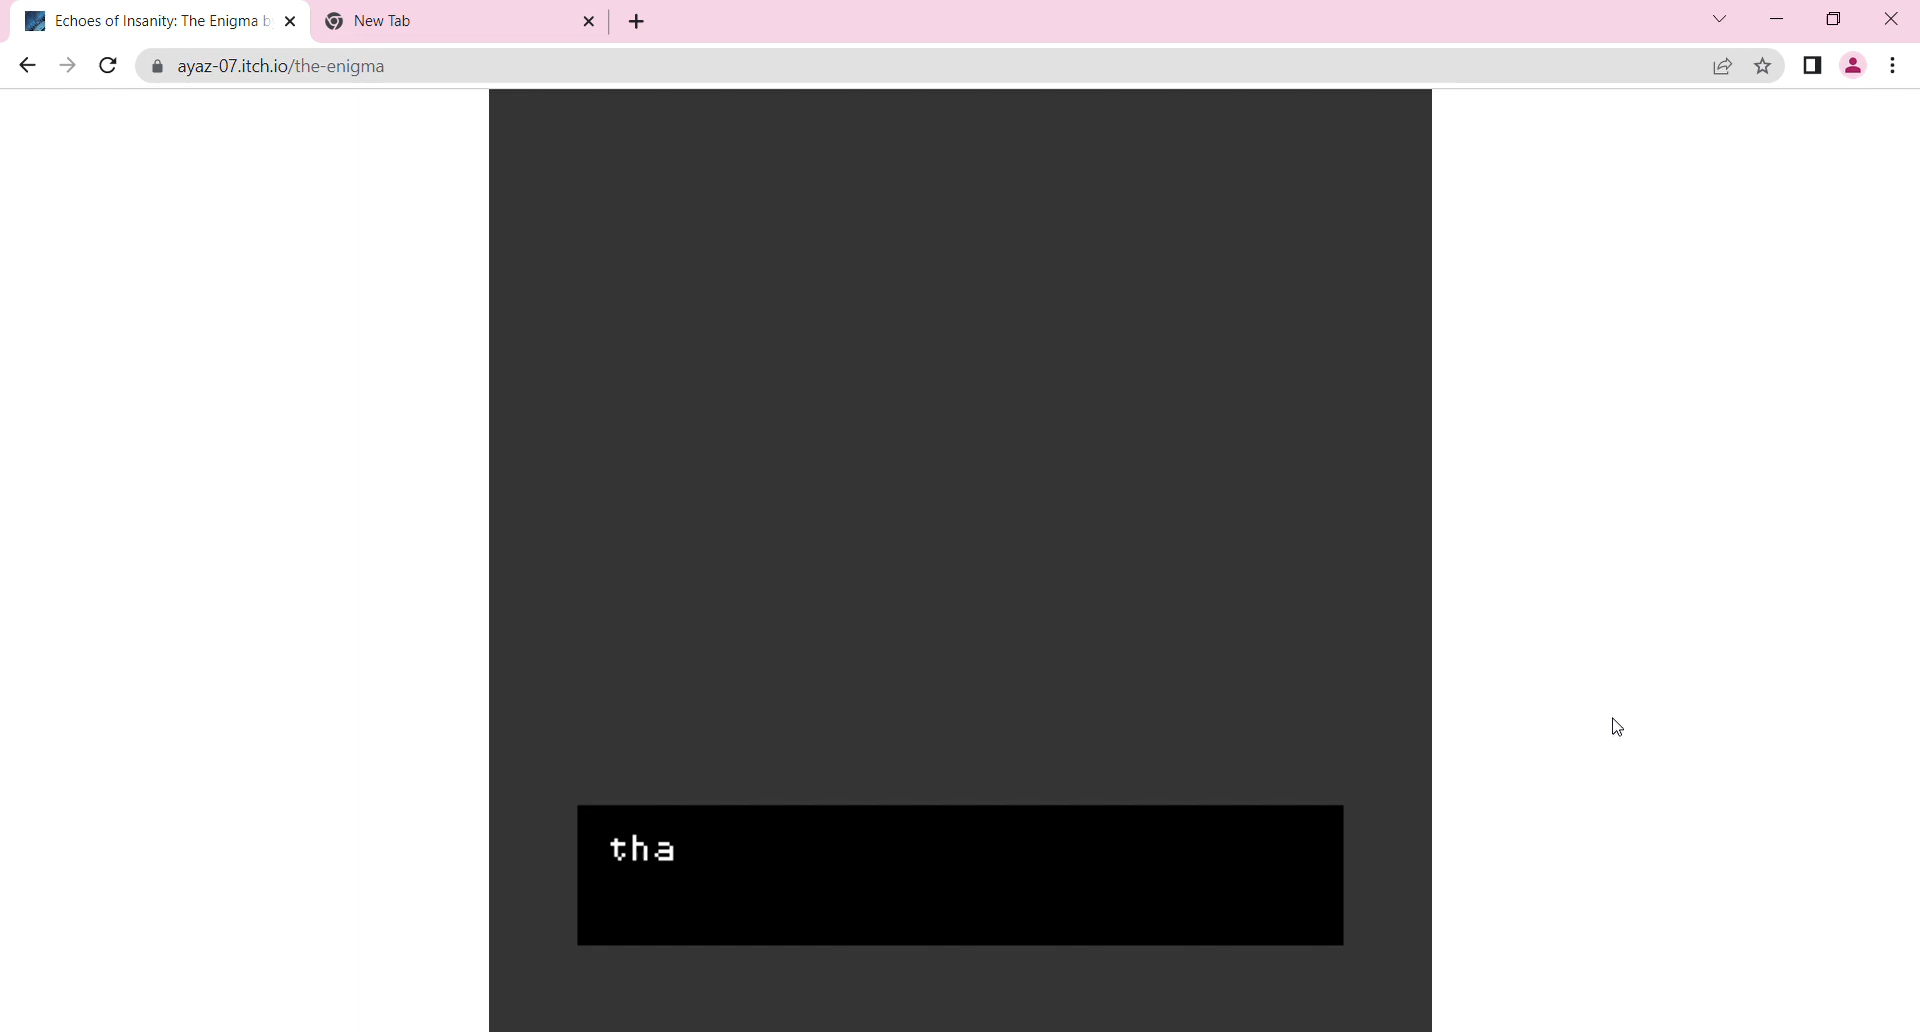 Echoes of Insanity: The Enigma b
New Tab
ayaz-07.itch.io/the-enigma
tha